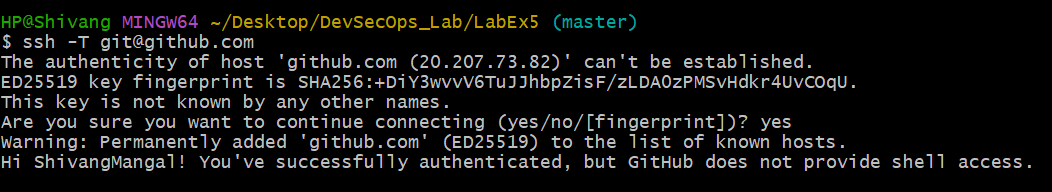 HP@Shivang MINGW64 ~/Desktop/DevSecOps_Lab/LabEx5 (master)
$ ssh -T git@github.com
The authenticity of host 'github.com (20.207.73.82)' can't be established.
ED25519 key fingerprint is SHA256:+DiY3wvvV6TuJJhbpZisF/zLDA0zPMSvHdkr4UvCOqU.
This key is not known by any other names.
Are you sure you want to continue connecting (yes/no/[fingerprint])? yes
Warning: Permanently added 'github.com' (ED25519) to the list of known hosts.
Hi ShivangMangal! You've successfully authenticated, but GitHub does not provide shell access.